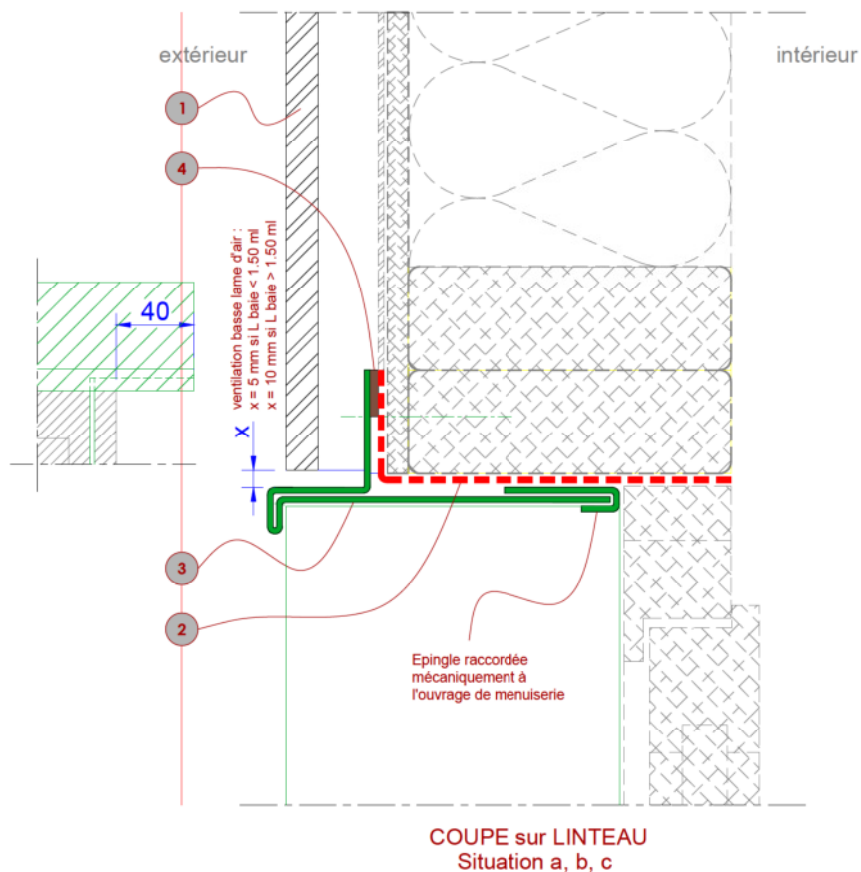 extérieur
intérieur
1
4
ventilation basse lame d'air :
x = 5 mm si L baie < 1.50 ml
x = 10 mm si L baie > 1.50 ml
40
X
3
2
Epingle raccordée
mécaniquement à
l'ouvrage de menuiserie
COUPE sur LINTEAU
Situation a, b, c